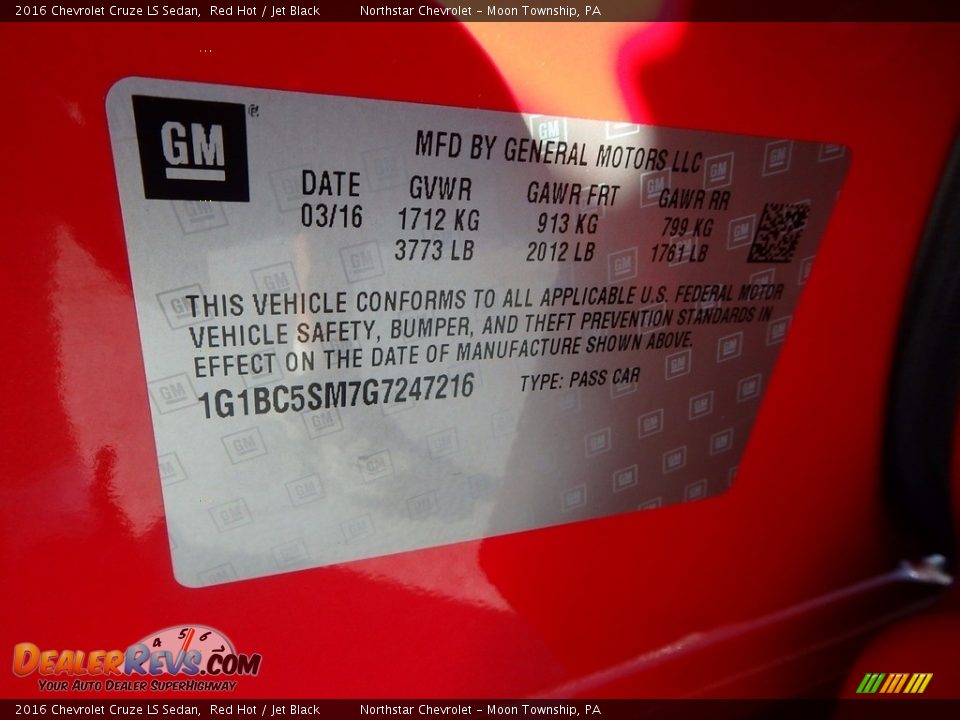 2016 Chevrolet Cruze LS Sedan, Red Hot / Jet Black Northstar Chevrolet - Moon Township, PA
GM
MFD BY GENERAL MOTORS LLC
DATE GVWR GAWR FRT GAWR RR
03/16 1712 KG 913 KG 799 KG
3773 LB 2012 LB 1761 LB
THIS VEHICLE CONFORMS TO ALL APPLICABLE U.S. FEDERAL MOTOR
VEHICLE SAFETY, BUMPER, AND THEFT PREVENTION STANDARDS IN
EFFECT ON THE DATE OF MANUFACTURE SHOWN ABOVE.
1G1BC5SM7G7247216 TYPE: PASS CAR
4 5 6
DEALERREVS.COM
YOUR AUTO DEALER SUPERHIGHWAY
2016 Chevrolet Cruze LS Sedan, Red Hot / Jet Black Northstar Chevrolet - Moon Township, PA